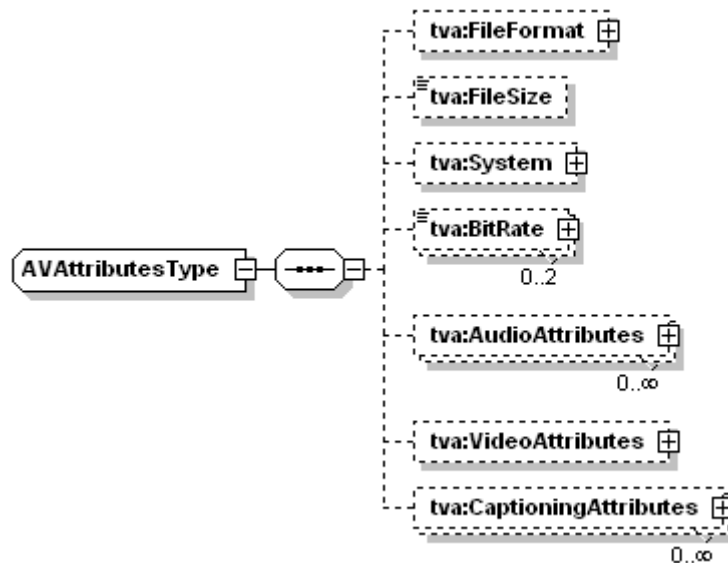 tva:FileFormat
tva:FileSize
tva:System
tva:BitRate
0..2
AVAttributesType
tva:AudioAttributes
0..∞
tva:VideoAttributes
tva:CaptioningAttributes
0..∞